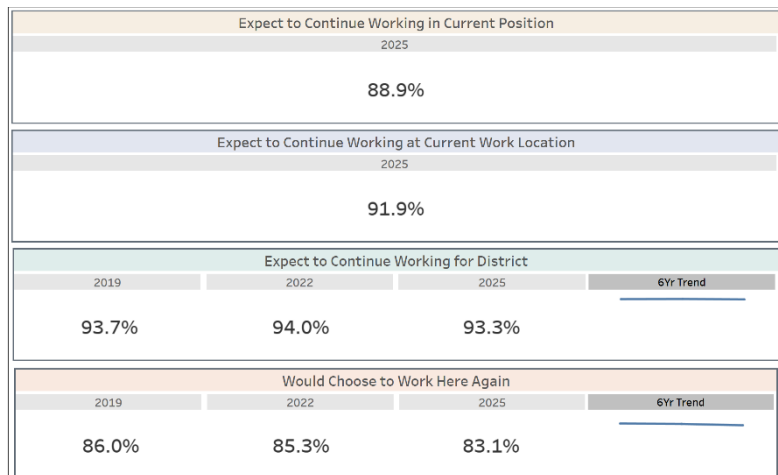 Expect to Continue Working in Current Position
2025
88.9%
Expect to Continue Working at Current Work Location
2025
91.9%
Expect to Continue Working for District
2019 2022 2025 6Yr Trend
93.7% 94.0% 93.3%
Would Choose to Work Here Again
2019 2022 2025 6Yr Trend
86.0% 85.3% 83.1%